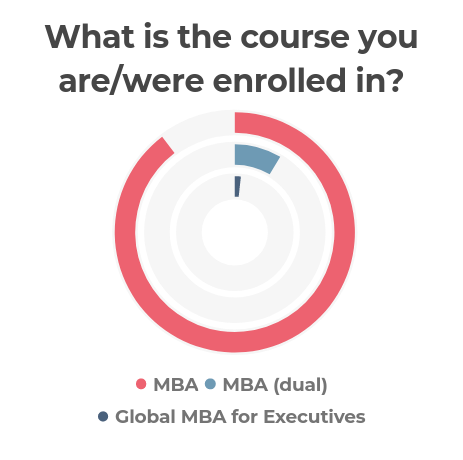 What is the course you
are/were enrolled in?
MBA MBA (dual)
Global MBA for Executives